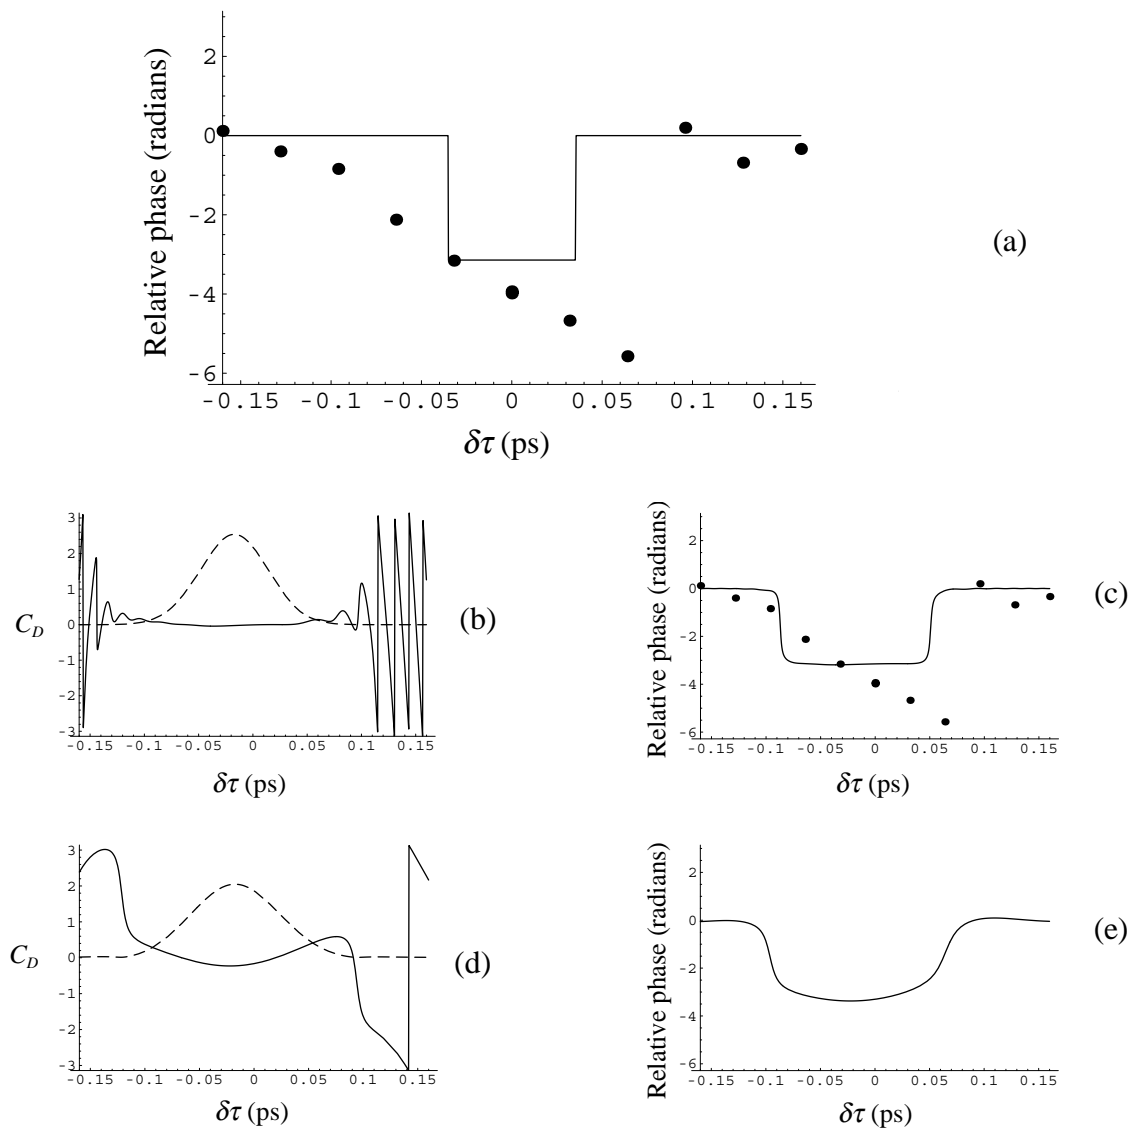 Relative phase (radians)
2
0
-2
-4
-6
-0.15 -0.1 -0.05 0 0.05 0.1 0.15
δτ (ps)
(a)
C_D
3
2
1
0
-1
-2
-3
-0.15 -0.1 -0.05 0 0.05 0.1 0.15
δτ (ps)
(b)
Relative phase (radians)
2
0
-2
-4
-6
-0.15 -0.1 -0.05 0 0.05 0.1 0.15
δτ (ps)
(c)
C_D
3
2
1
0
-1
-2
-3
-0.15 -0.1 -0.05 0 0.05 0.1 0.15
δτ (ps)
(d)
Relative phase (radians)
2
0
-2
-4
-6
-0.15 -0.1 -0.05 0 0.05 0.1 0.15
δτ (ps)
(e)